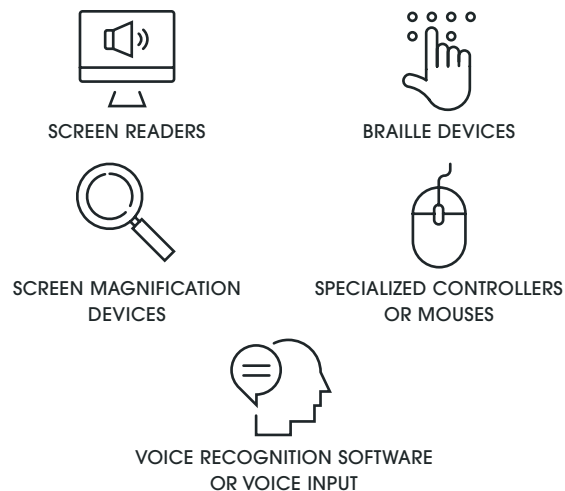 SCREEN READERS
BRAILLE DEVICES
SCREEN MAGNIFICATION
DEVICES
SPECIALIZED CONTROLLERS
OR MOUSES
VOICE RECOGNITION SOFTWARE
OR VOICE INPUT